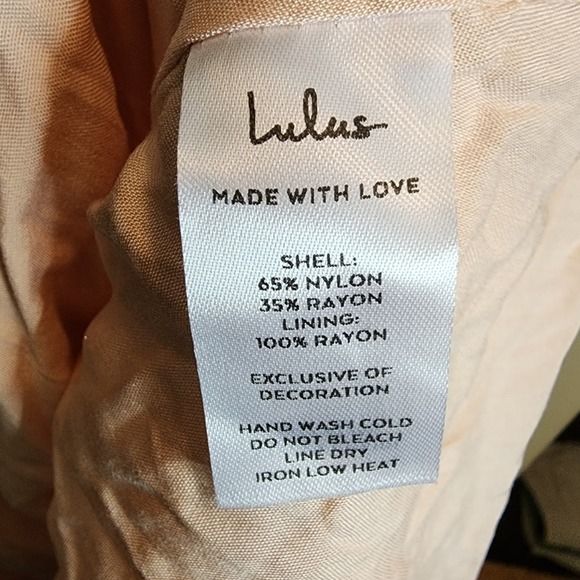 Lulus
MADE WITH LOVE
SHELL:
65% NYLON
35% RAYON
LINING:
100% RAYON
EXCLUSIVE OF
DECORATION
HAND WASH COLD
DO NOT BLEACH
LINE DRY
IRON LOW HEAT